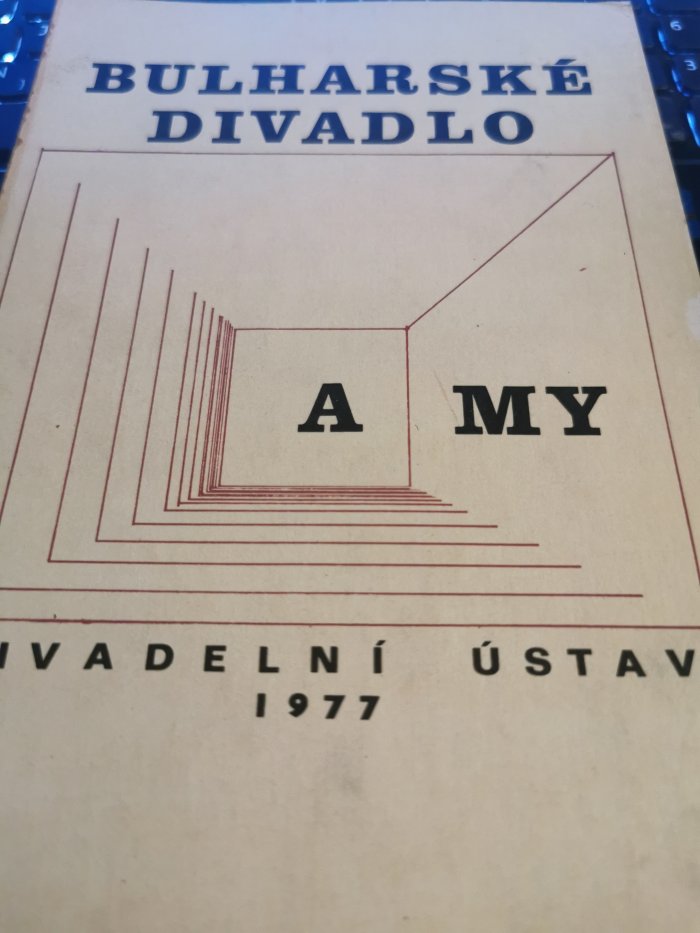 BULHARSKÉ
DIVADLO
A MY
IVADELNÍ ÚSTAV
1977